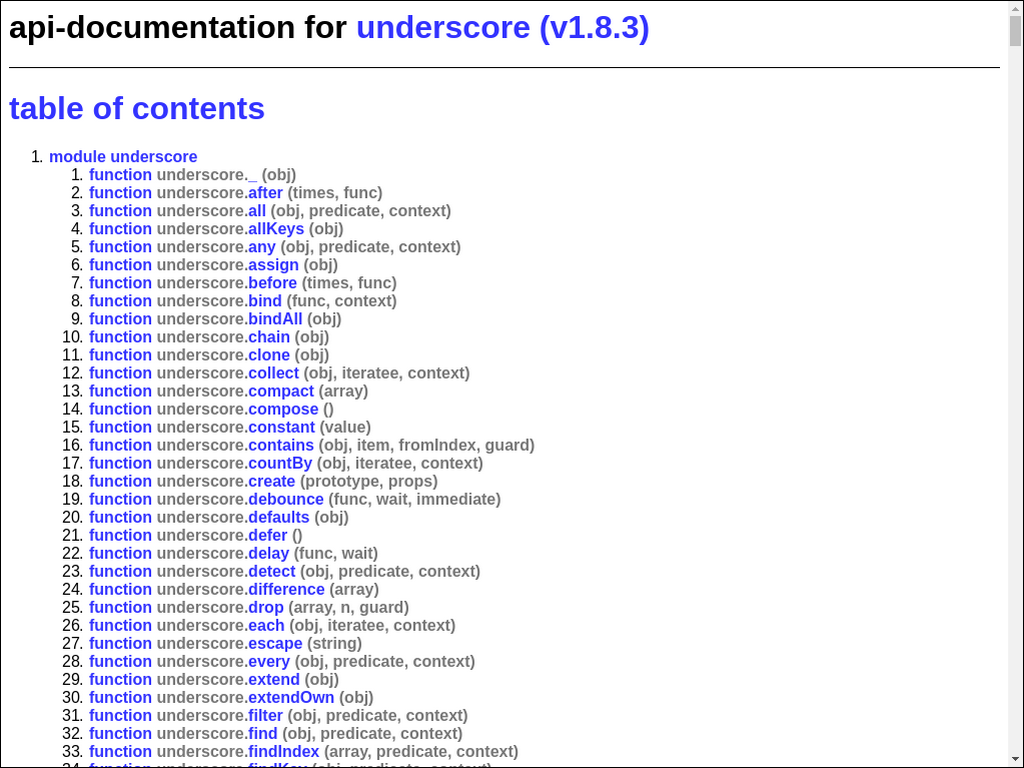 api-documentation for underscore (v1.8.3)
table of contents
1. module underscore
1. function underscore._ (obj)
2. function underscore.after (times, func)
3. function underscore.all (obj, predicate, context)
4. function underscore.allKeys (obj)
5. function underscore.any (obj, predicate, context)
6. function underscore.assign (obj)
7. function underscore.before (times, func)
8. function underscore.bind (func, context)
9. function underscore.bindAll (obj)
10. function underscore.chain (obj)
11. function underscore.clone (obj)
12. function underscore.collect (obj, iteratee, context)
13. function underscore.compact (array)
14. function underscore.compose ()
15. function underscore.constant (value)
16. function underscore.contains (obj, item, fromIndex, guard)
17. function underscore.countBy (obj, iteratee, context)
18. function underscore.create (prototype, props)
19. function underscore.debounce (func, wait, immediate)
20. function underscore.defaults (obj)
21. function underscore.defer ()
22. function underscore.delay (func, wait)
23. function underscore.detect (obj, predicate, context)
24. function underscore.difference (array)
25. function underscore.drop (array, n, guard)
26. function underscore.each (obj, iteratee, context)
27. function underscore.escape (string)
28. function underscore.every (obj, predicate, context)
29. function underscore.extend (obj)
30. function underscore.extendOwn (obj)
31. function underscore.filter (obj, predicate, context)
32. function underscore.find (obj, predicate, context)
33. function underscore.findIndex (array, predicate, context)
34. function underscore.findKey (obj, predicate, context)